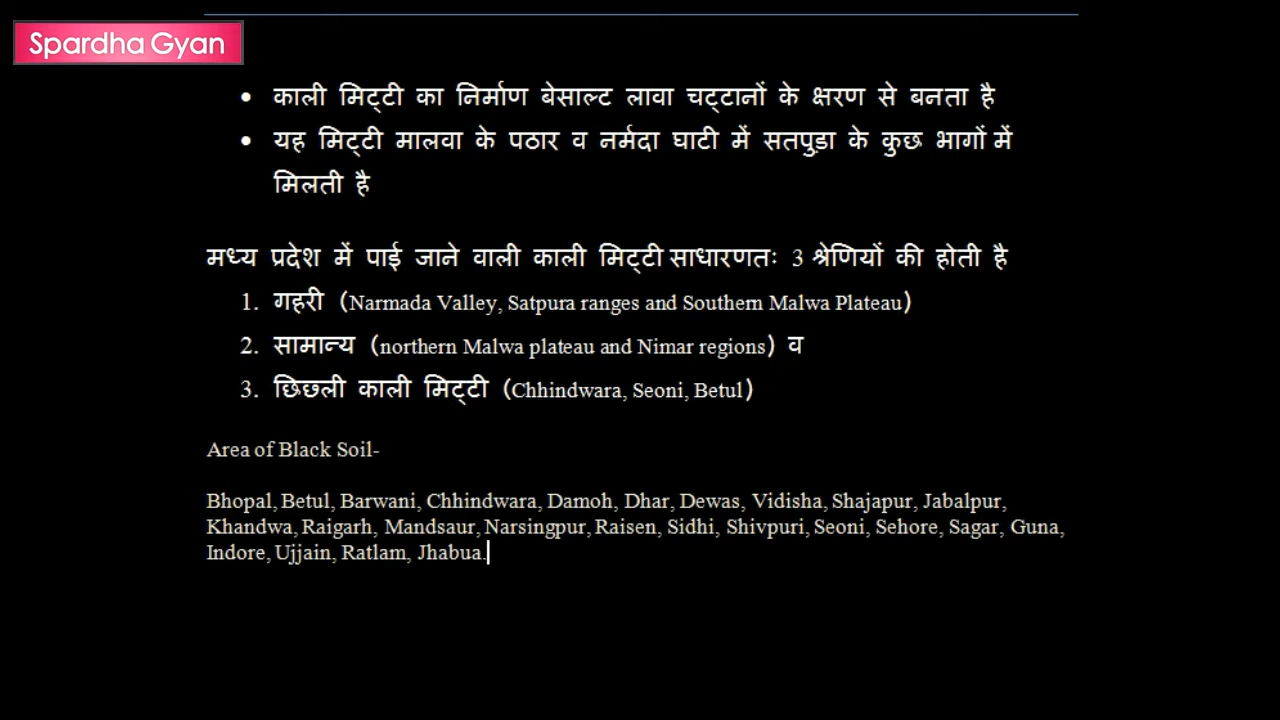 Spardha Gyan
• काली मिट्टी का निर्माण बेसाल्ट लावा चट्टानों के क्षरण से बनता है
• यह मिट्टी मालवा के पठार व नर्मदा घाटी में सतपुड़ा के कुछ भागों में
मिलती है
मध्य प्रदेश में पाई जाने वाली काली मिट्टी साधारणतः 3 श्रेणियों की होती है
1. गहरी (Narmada Valley, Satpura ranges and Southern Malwa Plateau)
2. सामान्य (northern Malwa plateau and Nimar regions) व
3. छिछली काली मिट्टी (Chhindwara, Seoni, Betul)
Area of Black Soil-
Bhopal, Betul, Barwani, Chhindwara, Damoh, Dhar, Dewas, Vidisha, Shajapur, Jabalpur,
Khandwa, Raigarh, Mandsaur, Narsingpur, Raisen, Sidhi, Shivpuri, Seoni, Sehore, Sagar, Guna,
Indore, Ujjain, Ratlam, Jhabua.